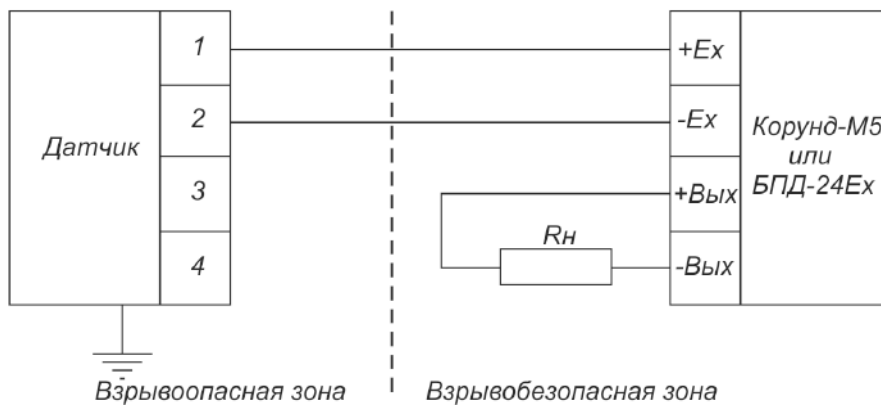 Датчик
1
2
3
4
+Ex
-Ex
+Вых
-Вых
Rн
Корунд-М5
или
БПД-24Ex
Взрывоопасная зона
Взрывобезопасная зона